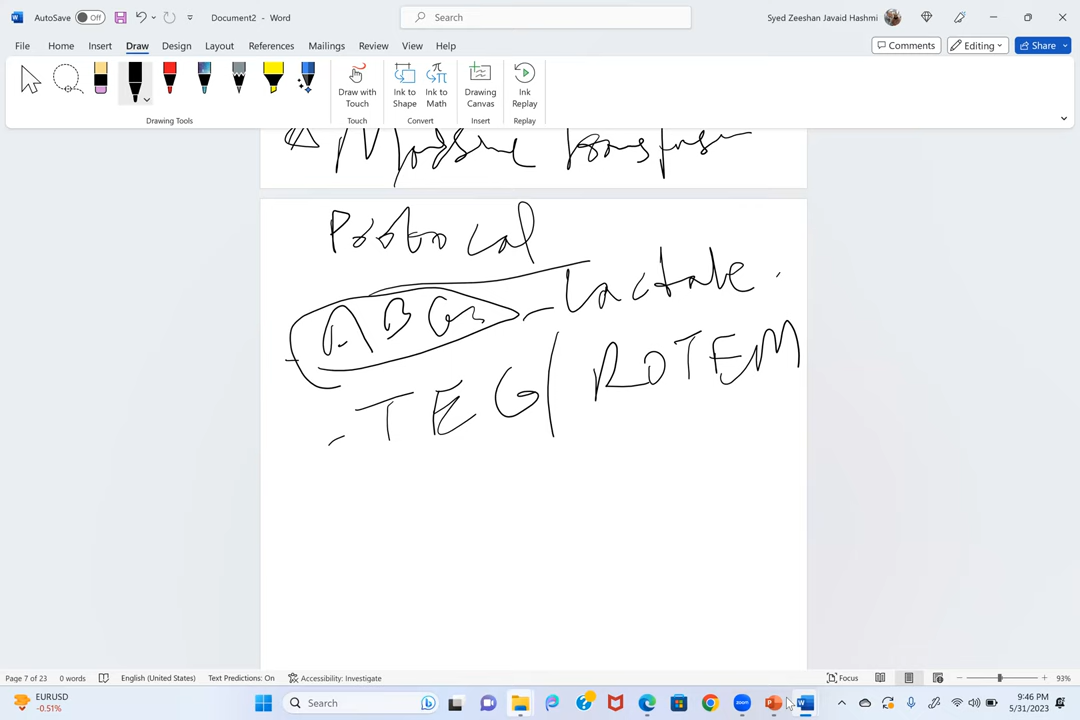 AutoSave Off Document2 - Word Search Syed Zeeshan Javaid Hashmi
File Home Insert Draw Design Layout References Mailings Review View Help Comments Editing Share
Draw with Touch Ink to Shape Ink to Math Drawing Canvas Ink Replay
Drawing Tools Touch Convert Insert Replay
Massive transfusion
Protocol
ABGs - Lactate
- TEG / ROTEM
Page 7 of 23 0 words English (United States) Text Predictions: On Accessibility: Investigate Focus 93%
EURUSD
-0.51%
Search
zoom
9:46 PM
5/31/2023